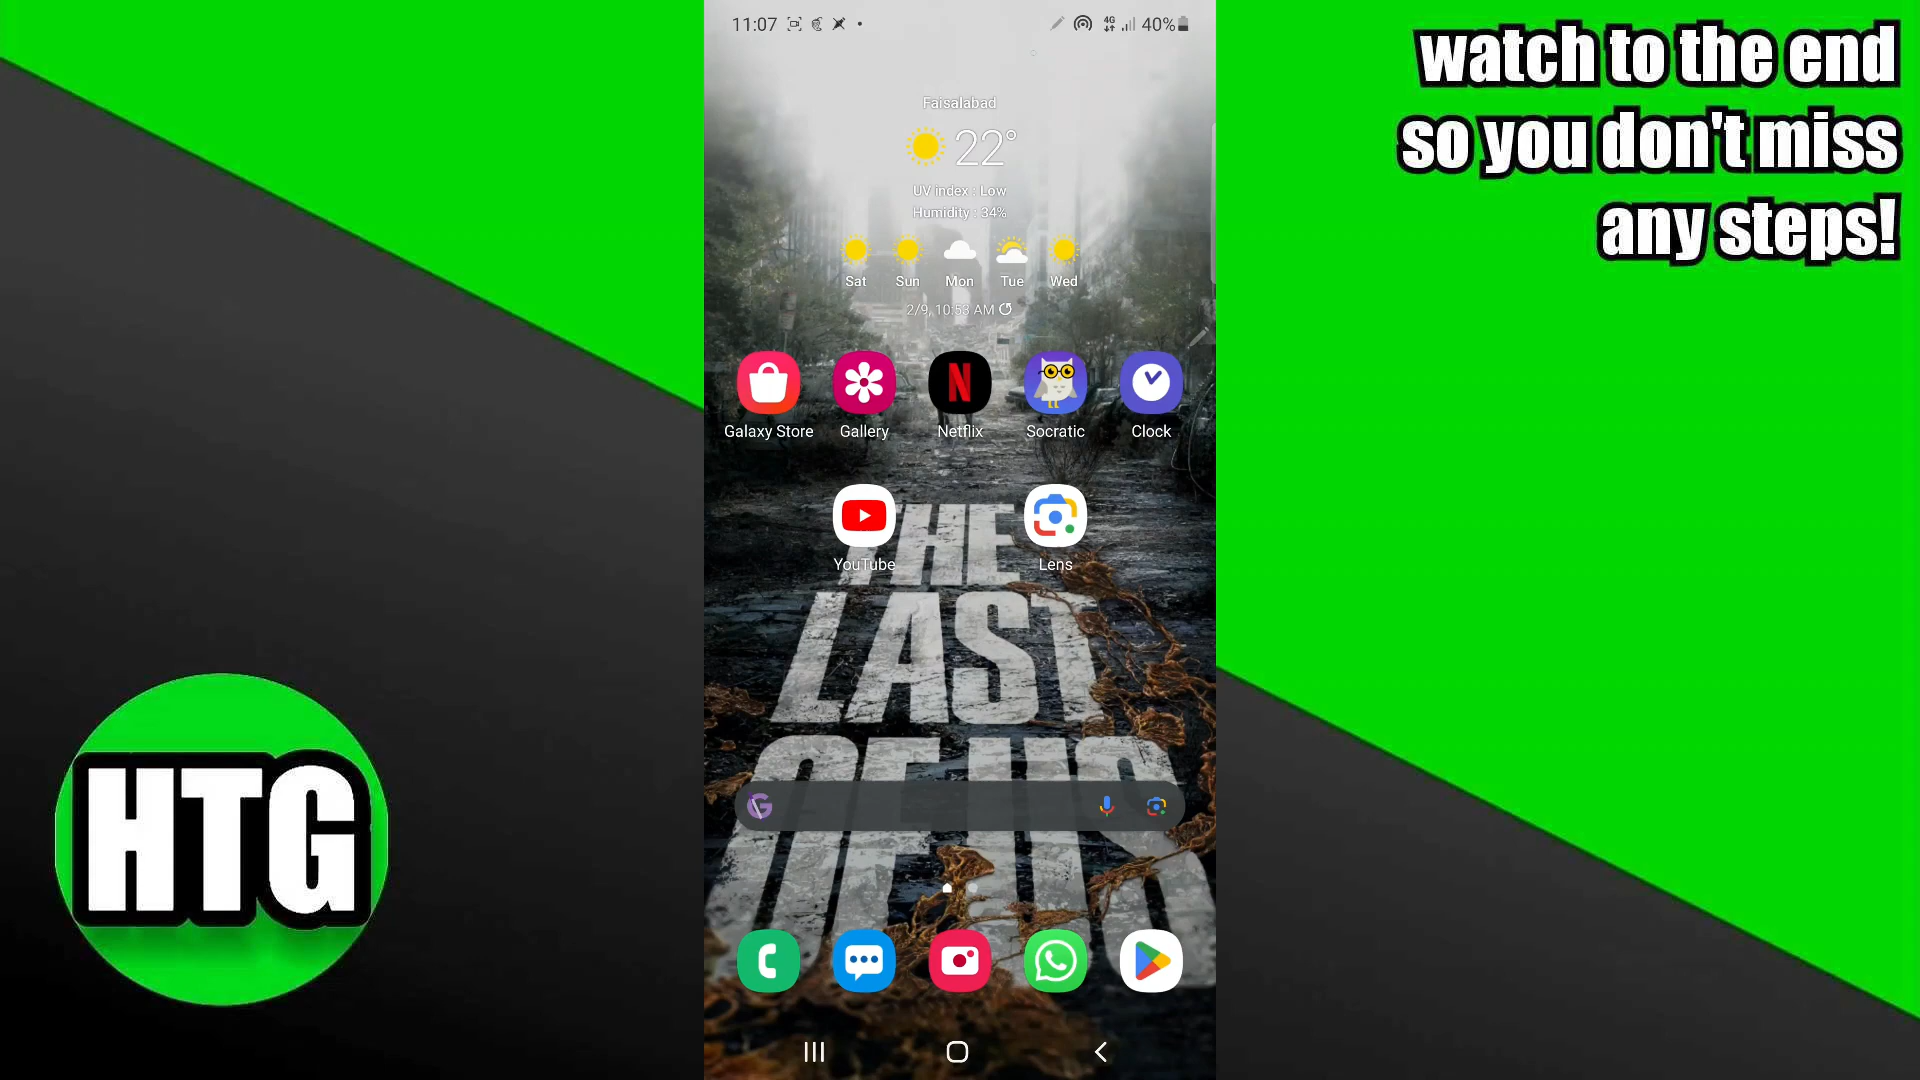 11:07
4G
40%
watch to the end
so you don't miss
any steps!
Faisalabad
22°
UV index : Low
Humidity : 34%
Sat Sun Mon Tue Wed
2/9, 10:53 AM
N
Galaxy Store Gallery Netflix Socratic Clock
YouTube Lens
THE
LAST
OF US
G
HTG